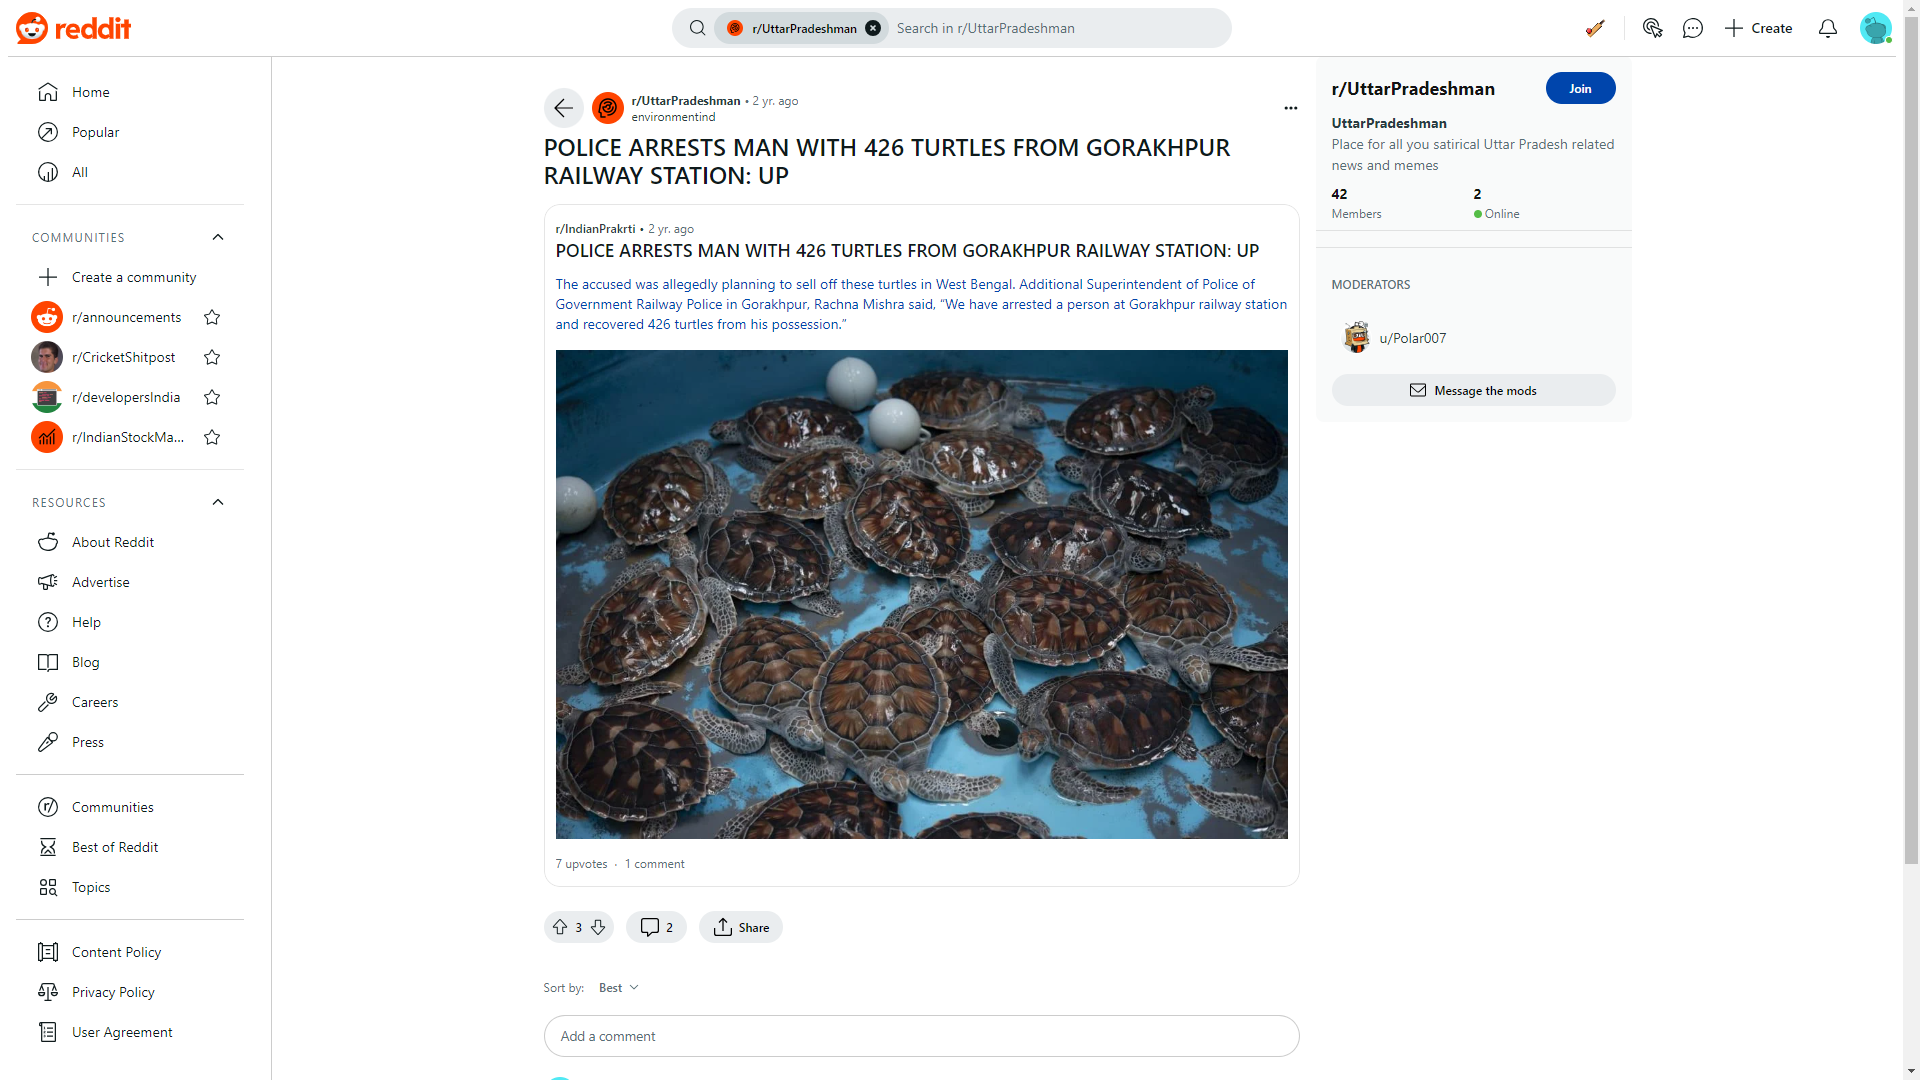 reddit
r/UttarPradeshman
Search in r/UttarPradeshman
Create
Home
Popular
All
COMMUNITIES
Create a community
r/announcements
r/CricketShitpost
r/developersIndia
r/IndianStockMa...
RESOURCES
About Reddit
Advertise
Help
Blog
Careers
Press
Communities
Best of Reddit
Topics
Content Policy
Privacy Policy
User Agreement
r/UttarPradeshman • 2 yr. ago
environmentind
POLICE ARRESTS MAN WITH 426 TURTLES FROM GORAKHPUR
RAILWAY STATION: UP
r/IndianPrakrti • 2 yr. ago
POLICE ARRESTS MAN WITH 426 TURTLES FROM GORAKHPUR RAILWAY STATION: UP
The accused was allegedly planning to sell off these turtles in West Bengal. Additional Superintendent of Police of
Government Railway Police in Gorakhpur, Rachna Mishra said, “We have arrested a person at Gorakhpur railway station
and recovered 426 turtles from his possession.”
7 upvotes · 1 comment
3
2
Share
Sort by: Best
Add a comment
r/UttarPradeshman
Join
UttarPradeshman
Place for all you satirical Uttar Pradesh related
news and memes
42 2
Members Online
MODERATORS
u/Polar007
Message the mods